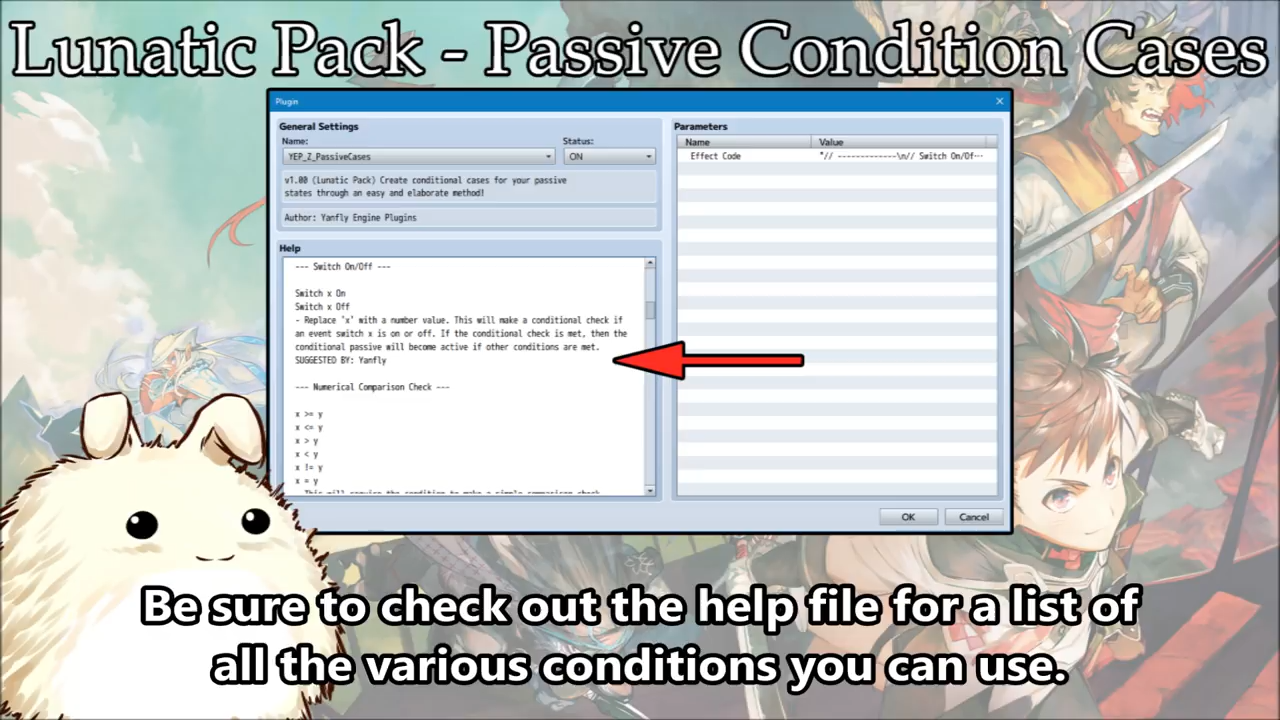 Lunatic Pack - Passive Condition Cases
Plugin
General Settings
Name:
Status:
YEP_Z_PassiveCases
ON
v1.00 (Lunatic Pack) Create conditional cases for your passive
states through an easy and elaborate method!
Author: Yanfly Engine Plugins
Help
--- Switch On/Off ---
Switch x On
Switch x Off
- Replace 'x' with a number value. This will make a conditional check if
an event switch x is on or off. If the conditional check is met, then the
conditional passive will become active if other conditions are met.
SUGGESTED BY: Yanfly
--- Numerical Comparison Check ---
x >= y
x <= y
x > y
x < y
x != y
x = y
Parameters
Name Value
Effect Code "// -------------\n// Switch On/Of...
OK Cancel
Be sure to check out the help file for a list of
all the various conditions you can use.